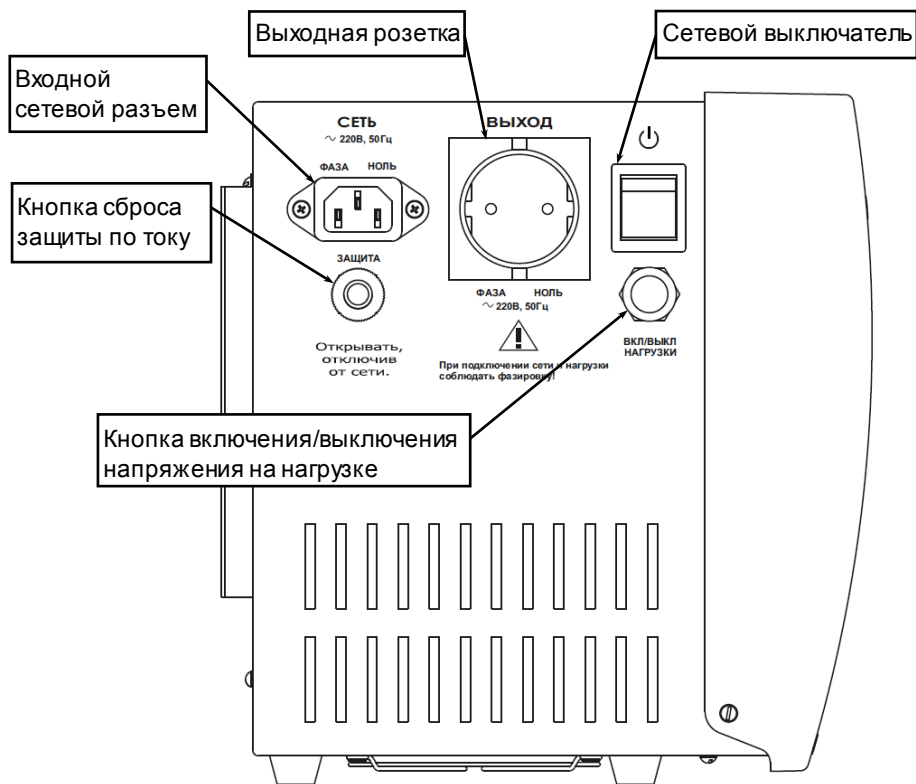 Выходная розетка
Сетевой выключатель
Входной
сетевой разъем
СЕТЬ
~ 220В, 50Гц
ФАЗА НОЛЬ
ВЫХОД
Кнопка сброса
защиты по току
ЗАЩИТА
ФАЗА НОЛЬ
~ 220В, 50Гц
Открывать,
отключив
от сети.
При подключении сети и нагрузки
соблюдать фазировку!
ВКЛ/ВЫКЛ
НАГРУЗКИ
Кнопка включения/выключения
напряжения на нагрузке